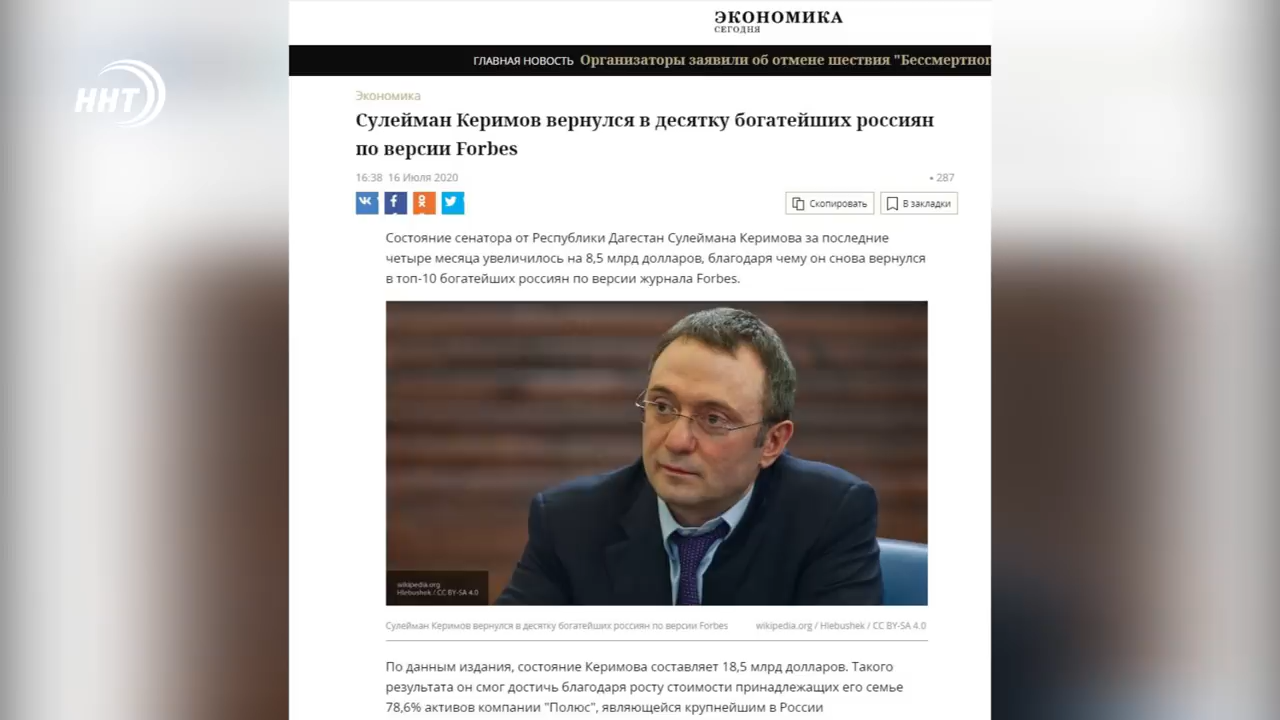 ЭКОНОМИКА
СЕГОДНЯ
ГЛАВНАЯ НОВОСТЬ Организаторы заявили об отмене шествия "Бессмертног
ННТ
Экономика
Сулейман Керимов вернулся в десятку богатейших россиян
по версии Forbes
16:38 16 Июля 2020
287
Скопировать
В закладки
Состояние сенатора от Республики Дагестан Сулеймана Керимова за последние
четыре месяца увеличилось на 8,5 млрд долларов, благодаря чему он снова вернулся
в топ-10 богатейших россиян по версии журнала Forbes.
wikipedia.org
Hlebushek / CC BY-SA 4.0
Сулейман Керимов вернулся в десятку богатейших россиян по версии Forbes
wikipedia.org / Hlebushek / CC BY-SA 4.0
По данным издания, состояние Керимова составляет 18,5 млрд долларов. Такого
результата он смог достичь благодаря росту стоимости принадлежащих его семье
78,6% активов компании "Полюс", являющейся крупнейшим в России